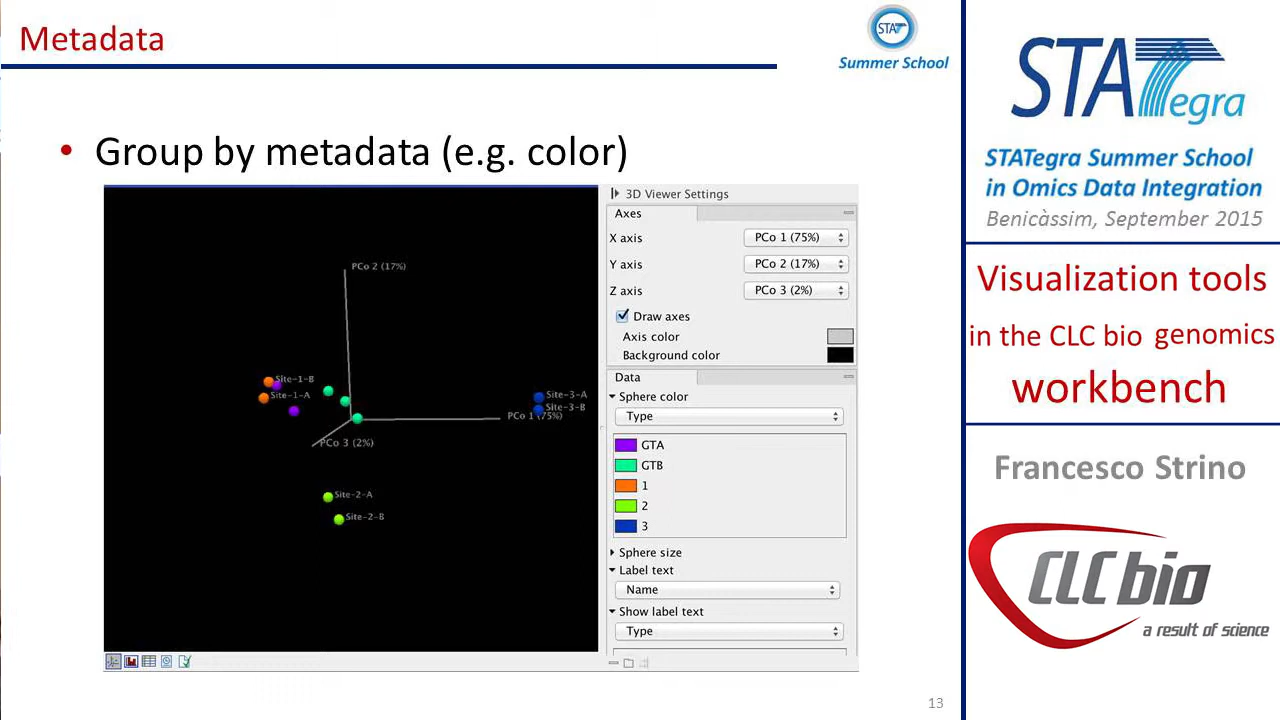 Metadata
STAT
Summer School
• Group by metadata (e.g. color)
PCo 2 (17%)
Site-1-B
Site-1-A
Site-3-A
Site-3-B
PCo 1 (75%)
PCo 3 (2%)
Site-2-A
Site-2-B
3D Viewer Settings
Axes
X axis PCo 1 (75%)
Y axis PCo 2 (17%)
Z axis PCo 3 (2%)
Draw axes
Axis color
Background color
Data
Sphere color
Type
GTA
GTB
1
2
3
Sphere size
Label text
Name
Show label text
Type
13
STATegra
STATegra Summer School
in Omics Data Integration
Benicàssim, September 2015
Visualization tools
in the CLC bio genomics
workbench
Francesco Strino
CLC bio
a result of science